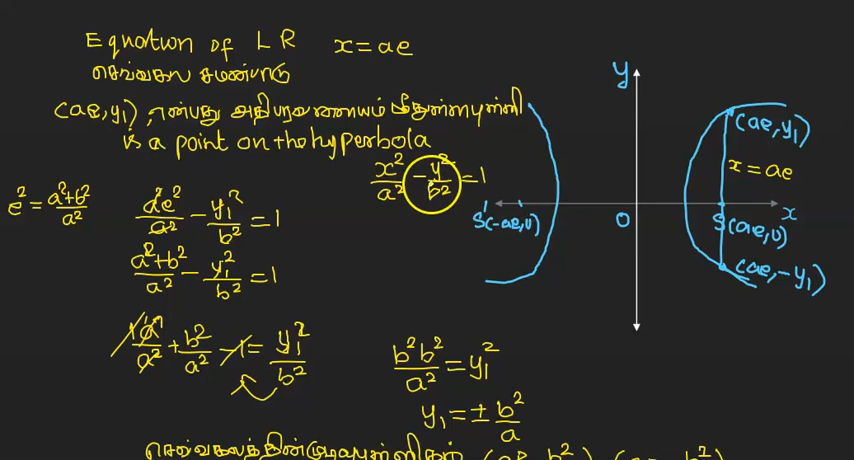 Equation of LR x=ae
செவ்வகல சமன்பாடு
(ae,y₁) என்பது அதிபரவளையம் மீதுள்ள புள்ளி
is a point on the hyperbola
x²/a² - y²/b² = 1
e² = a²+b²/a²
a²e²/a² - y₁²/b² = 1
a²+b²/a² - y₁²/b² = 1
a²/a² + b²/a² - 1 = y₁²/b²
b²b²/a² = y₁²
y₁ = ± b²/a
செவ்வகலத்தின் முடிவு புள்ளிகள்
y
(ae,y₁)
x=ae
S'(-ae,0)
O
x
S(ae,0)
(ae,-y₁)